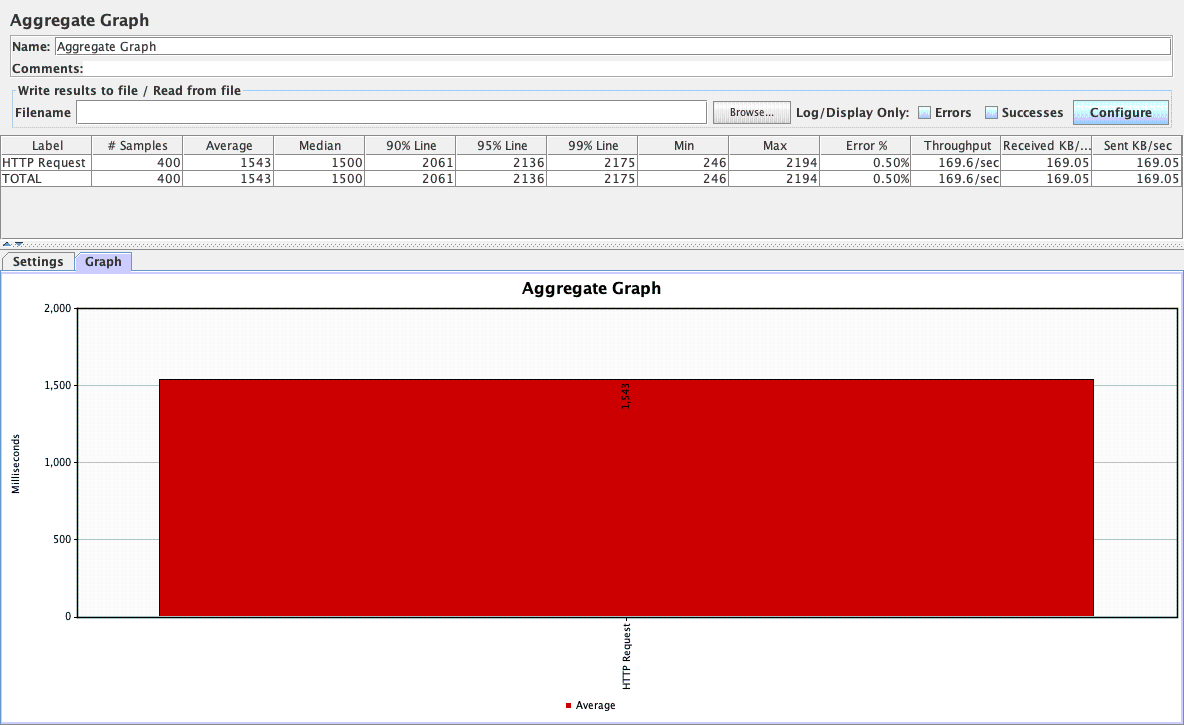 Aggregate Graph
Name: Aggregate Graph
Comments:
Write results to file / Read from file
Filename Browse... Log/Display Only: Errors Successes Configure
Label # Samples Average Median 90% Line 95% Line 99% Line Min Max Error % Throughput Received KB/... Sent KB/sec
HTTP Request 400 1543 1500 2061 2136 2175 246 2194 0.50% 169.6/sec 169.05 169.05
TOTAL 400 1543 1500 2061 2136 2175 246 2194 0.50% 169.6/sec 169.05 169.05
Settings Graph
Aggregate Graph
2,000
1,543
1,500
1,000
Milliseconds
500
0
HTTP Request
Average